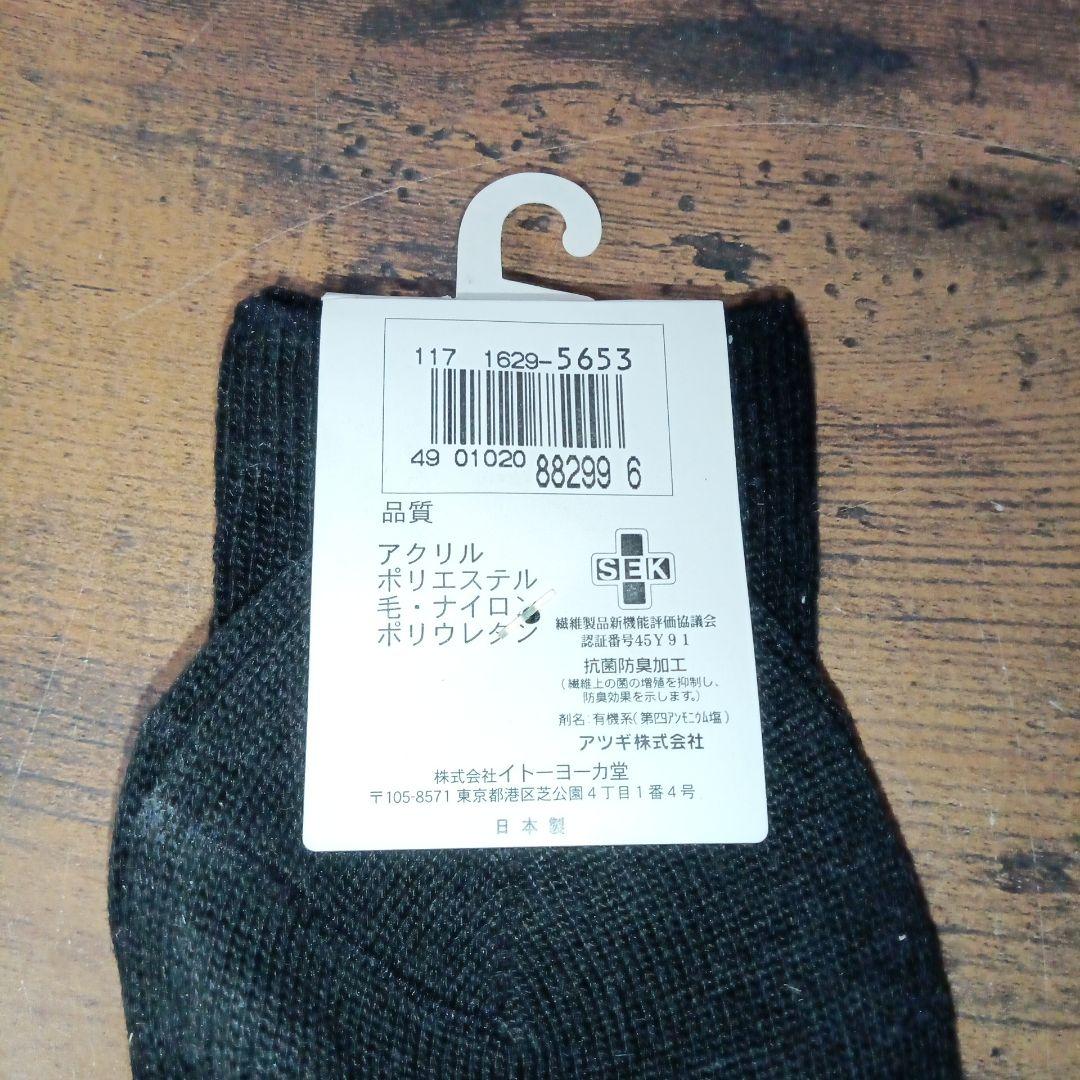 117 1629-5653
49 01020 88299 6
品質
アクリル
ポリエステル
毛・ナイロン
ポリウレタン
SEK
繊維製品新機能評価協議会
認証番号45Y91
抗菌防臭加工
(繊維上の菌の増殖を抑制し、
防臭効果を示します。)
剤名:有機系(第四アンモニウム塩)
アツギ株式会社
株式会社イトーヨーカ堂
〒105-8571 東京都港区芝公園4丁目1番4号
日本製